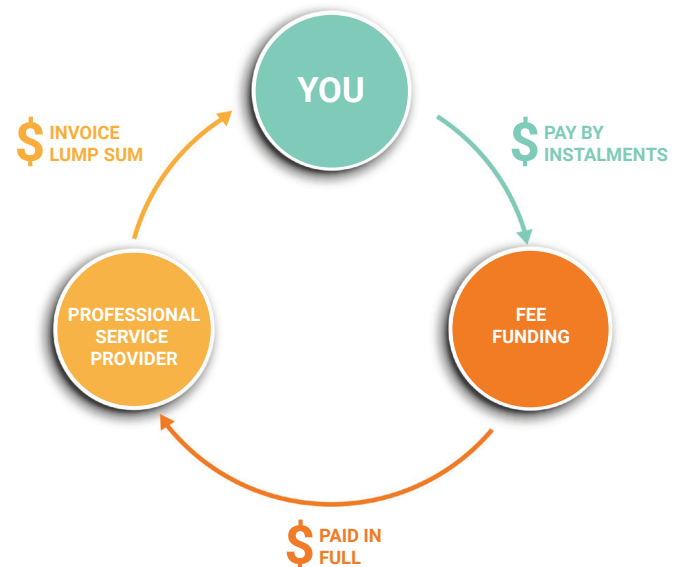 YOU
$ INVOICE
LUMP SUM
$ PAY BY
INSTALMENTS
PROFESSIONAL
SERVICE
PROVIDER
FEE
FUNDING
$ PAID IN
FULL